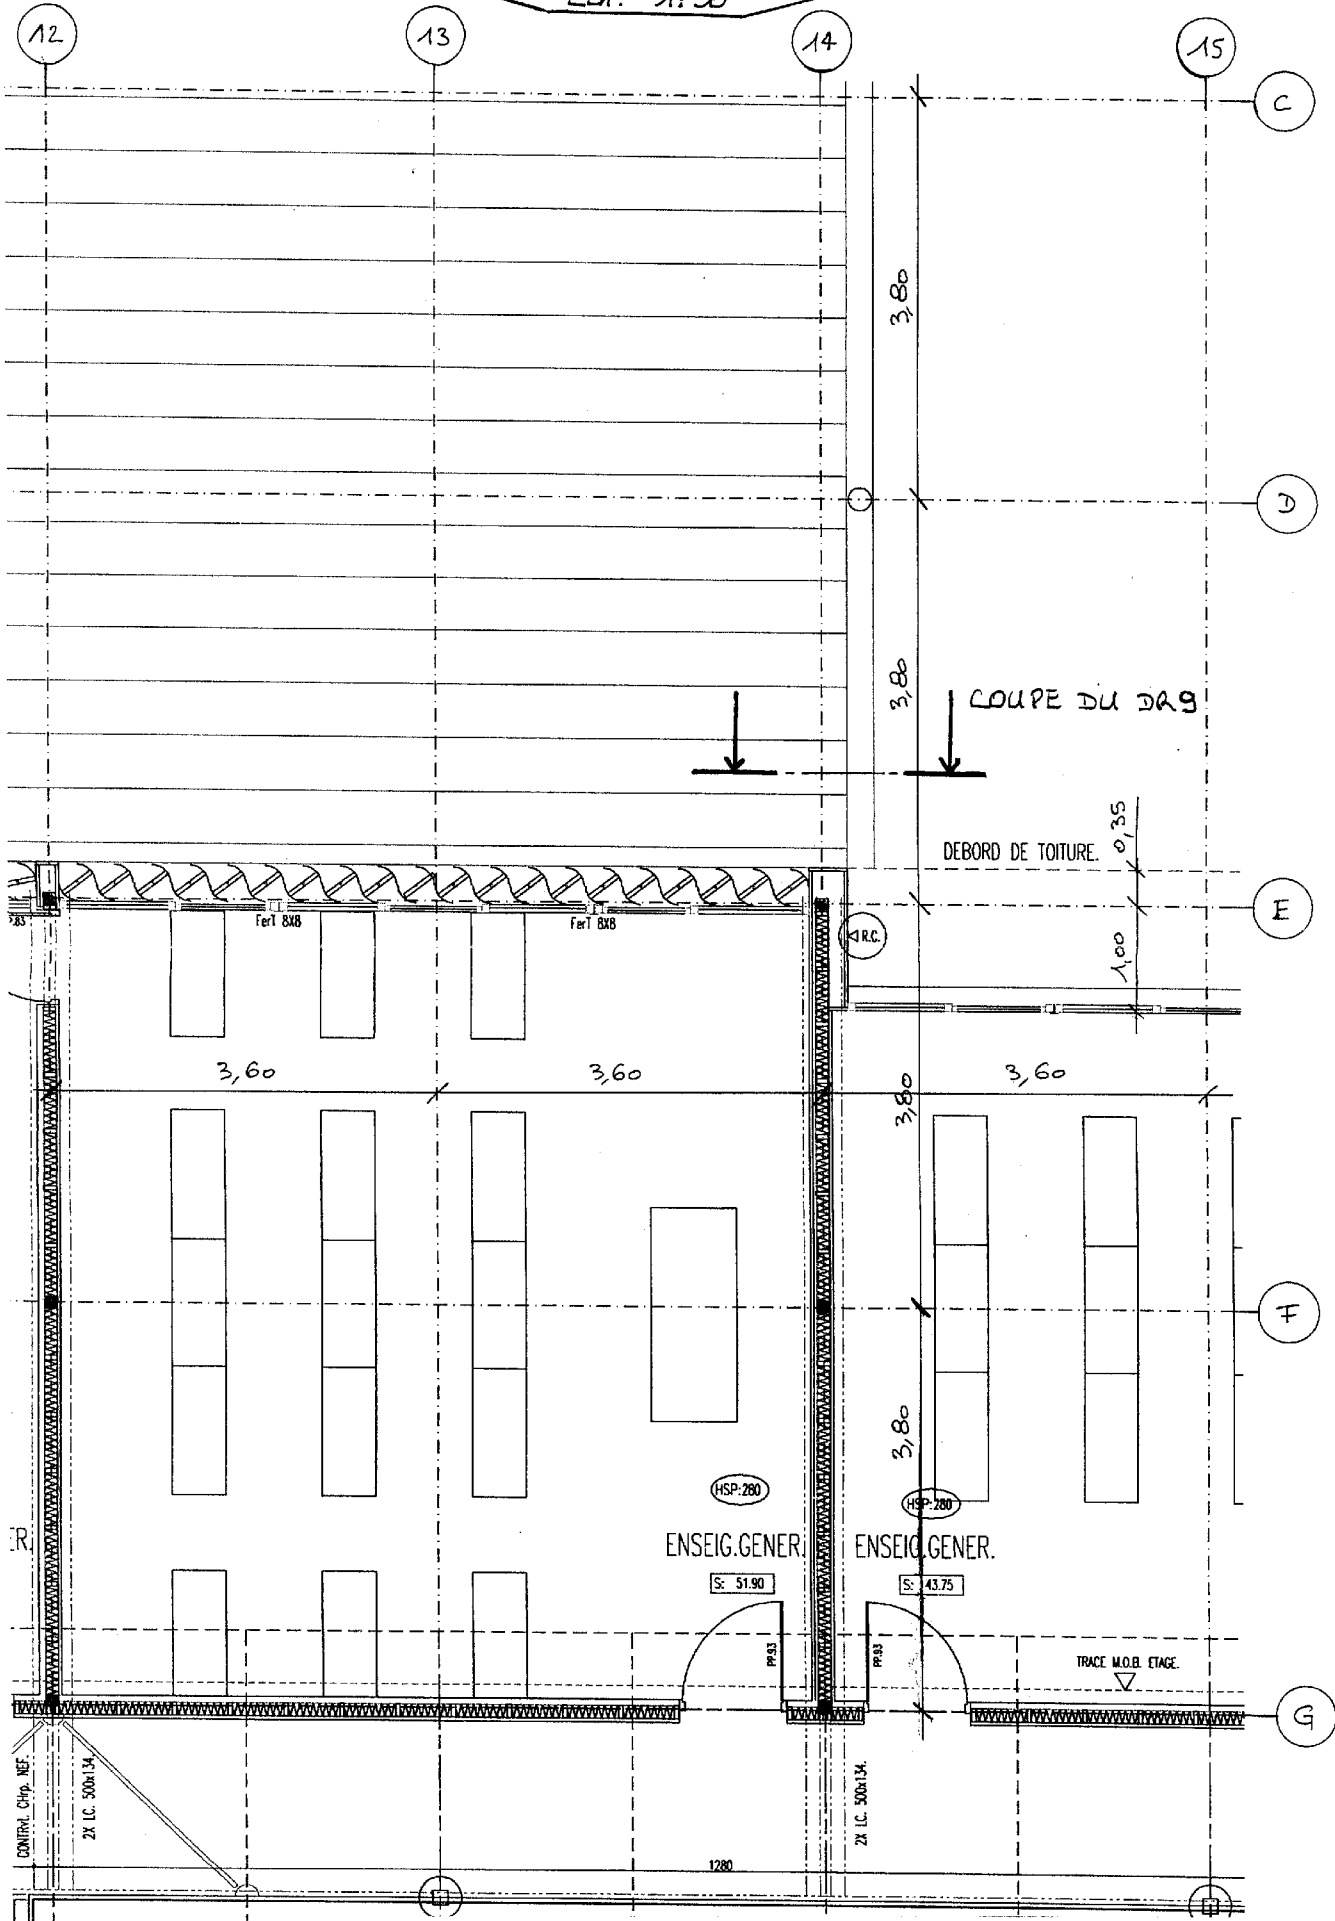 12
13
14
15
C
3,80
D
3,80
COUPE DU DR9
0,35
DEBORD DE TOITURE.
E
FerT 8X8
FerT 8X8
R.C.
1,00
3,60
3,60
3,60
3,80
F
3,80
HSP:280
HSP:280
ENSEIG.GENER.
ENSEIG.GENER.
S: 51.90
S: 43.75
PP.93
PP.93
TRACE M.O.B. ETAGE.
G
2X LC. 500x134.
2X LC. 500x134.
1280